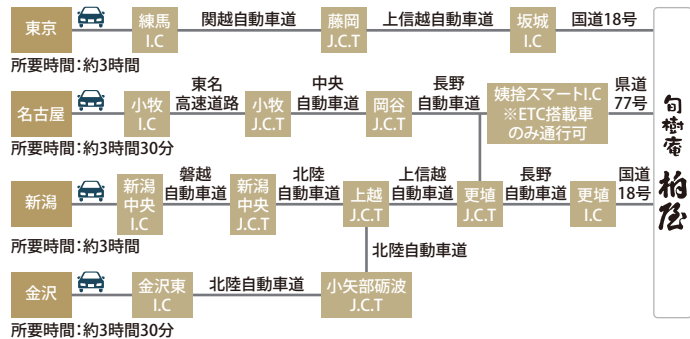 東京
練馬
I.C
関越自動車道
藤岡
J.C.T
上信越自動車道
坂城
I.C
国道18号
所要時間：約3時間
名古屋
小牧
I.C
東名
高速道路
小牧
J.C.T
中央
自動車道
岡谷
J.C.T
長野
自動車道
姨捨スマートI.C
※ETC搭載車
のみ通行可
県道
77号
所要時間：約3時間30分
新潟
新潟
中央
I.C
磐越
自動車道
新潟
中央
J.C.T
北陸
自動車道
上越
J.C.T
上信越
自動車道
更埴
J.C.T
長野
自動車道
更埴
I.C
国道
18号
所要時間：約3時間
北陸自動車道
金沢
金沢東
I.C
北陸自動車道
小矢部砺波
J.C.T
所要時間：約3時間30分
旬樹庵 柏屋